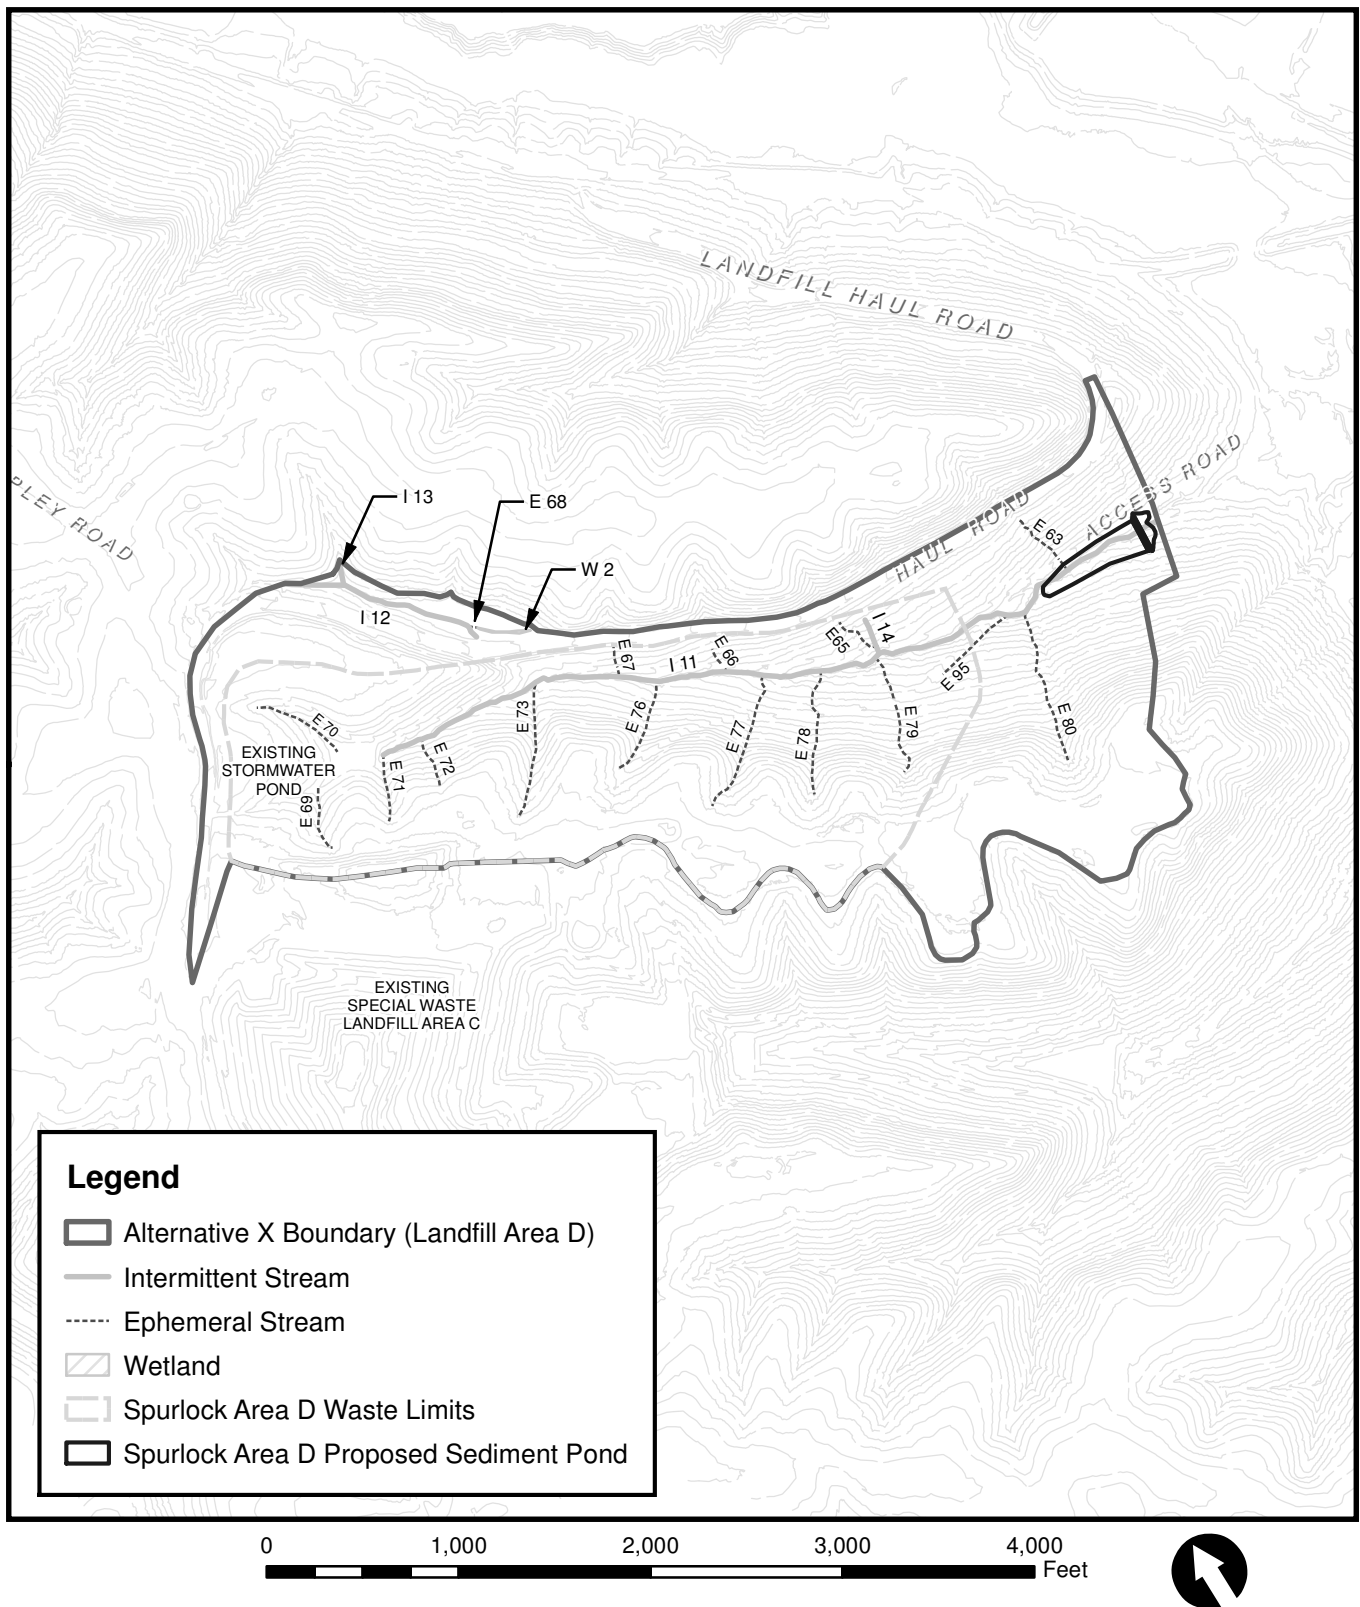 LANDFILL HAUL ROAD
PLEY ROAD
I 13
E 68
W 2
HAUL ROAD
ACCESS ROAD
E 63
I 12
E 67
I 11
E 66
E65
I 14
E 95
E 70
EXISTING
STORMWATER
POND
E 69
E 71
E 72
E 73
E 76
E 77
E 78
E 79
E 80
EXISTING
SPECIAL WASTE
LANDFILL AREA C
Legend
Alternative X Boundary (Landfill Area D)
Intermittent Stream
Ephemeral Stream
Wetland
Spurlock Area D Waste Limits
Spurlock Area D Proposed Sediment Pond
0 1,000 2,000 3,000 4,000
Feet